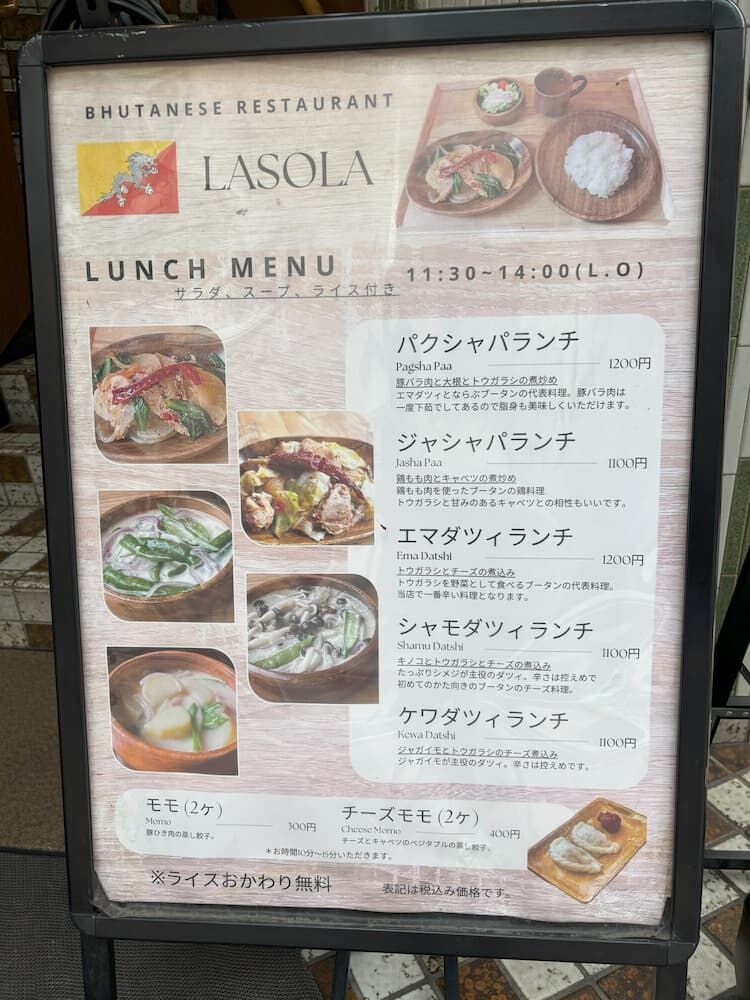 BHUTANESE RESTAURANT
LASOLA
LUNCH MENU 11:30~14:00(L.O)
サラダ、スープ、ライス付き
パクシャパランチ
Pagsha Paa 1200円
豚バラ肉と大根とトウガラシの煮炒め
エマダツィとならぶブータンの代表料理。豚バラ肉は
一度下茹でしてあるので脂身も美味しくいただけます。
ジャシャパランチ
Jasha Paa 1100円
鶏もも肉とキャベツの煮炒め
鶏もも肉を使ったブータンの鶏料理
トウガラシと甘みのあるキャベツとの相性もいいです。
エマダツィランチ
Ema Datshi 1200円
トウガラシとチーズの煮込み
トウガラシを野菜として食べるブータンの代表料理。
当店で一番辛い料理となります。
シャモダツィランチ
Shamu Datshi 1100円
キノコとトウガラシとチーズの煮込み
たっぷりシメジが主役のダツィ。辛さは控えめで
初めてのかた向きのブータンのチーズ料理。
ケワダツィランチ
Kewa Datshi 1100円
ジャガイモとトウガラシのチーズ煮込み
ジャガイモが主役のダツィ。辛さは控えめです。
モモ (2ケ)
Momo 300円
豚ひき肉の蒸し餃子。
チーズモモ (2ケ)
Cheese Momo 400円
チーズとキャベツのベジタブルの蒸し餃子。
*お時間10分〜15分いただきます。
※ライスおかわり無料
表記は税込み価格です。